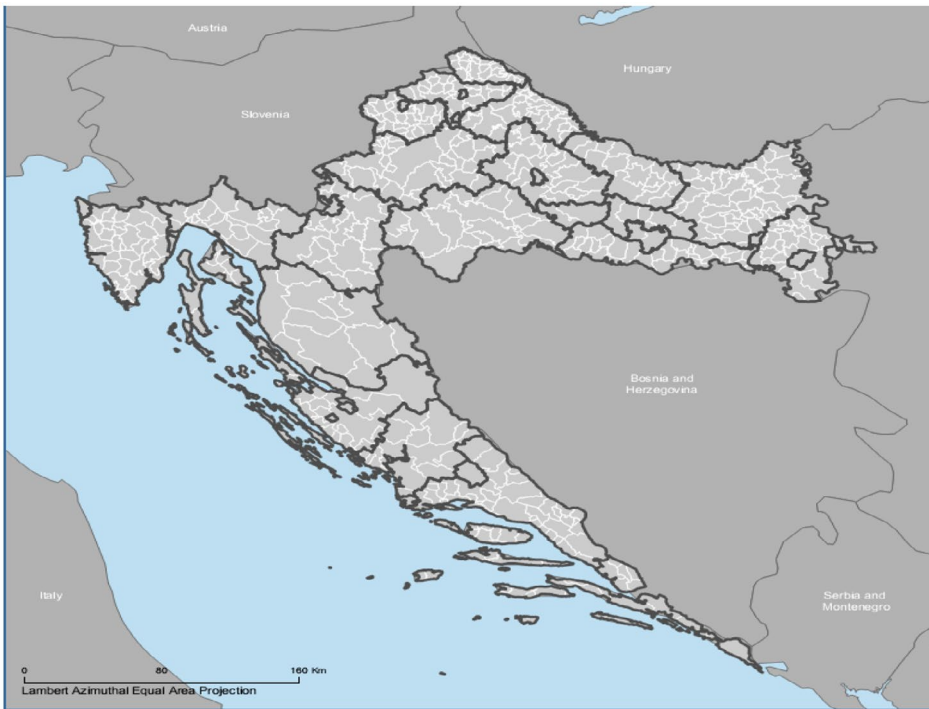 Austria
Hungary
Slovenia
Bosnia and
Herzegovina
Italy
Serbia and
Montenegro
0 80 160 Km
Lambert Azimuthal Equal Area Projection